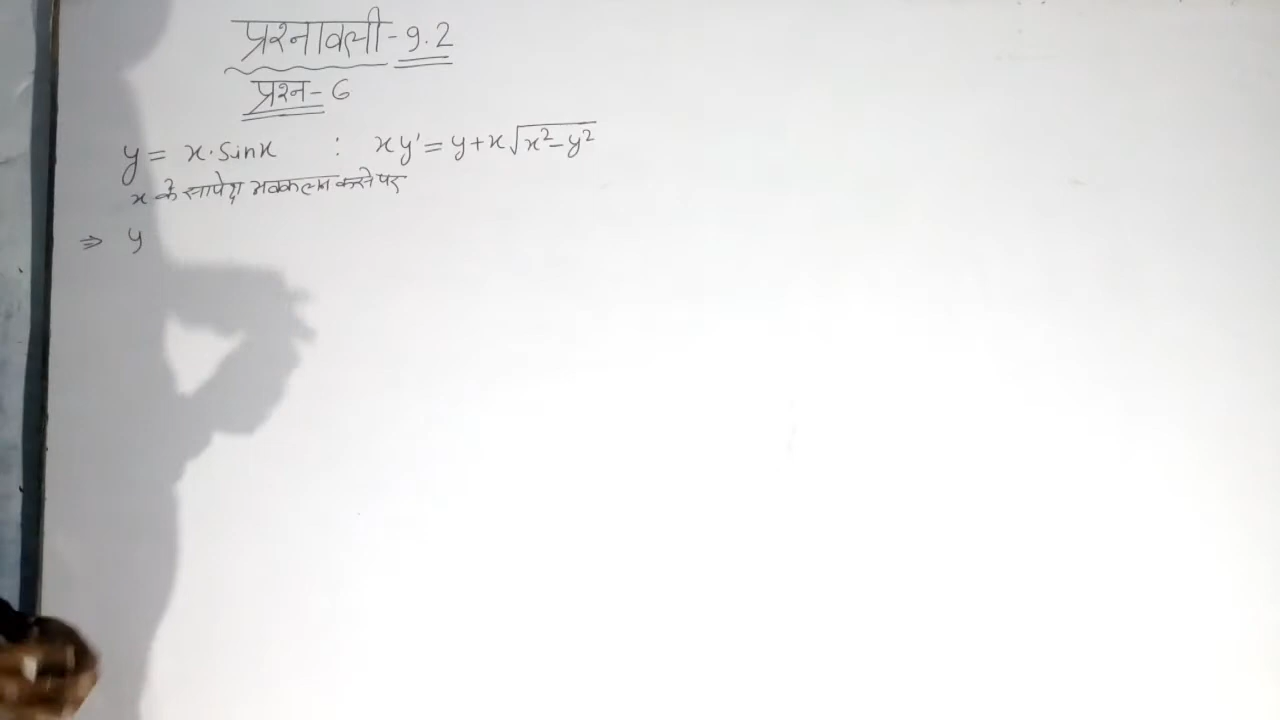 प्रश्नावली - 9.2
प्रश्न - 6
y = x·sinx : xy' = y+x√x²-y²
x के सापेक्ष अवकलन करने पर
⇒ y